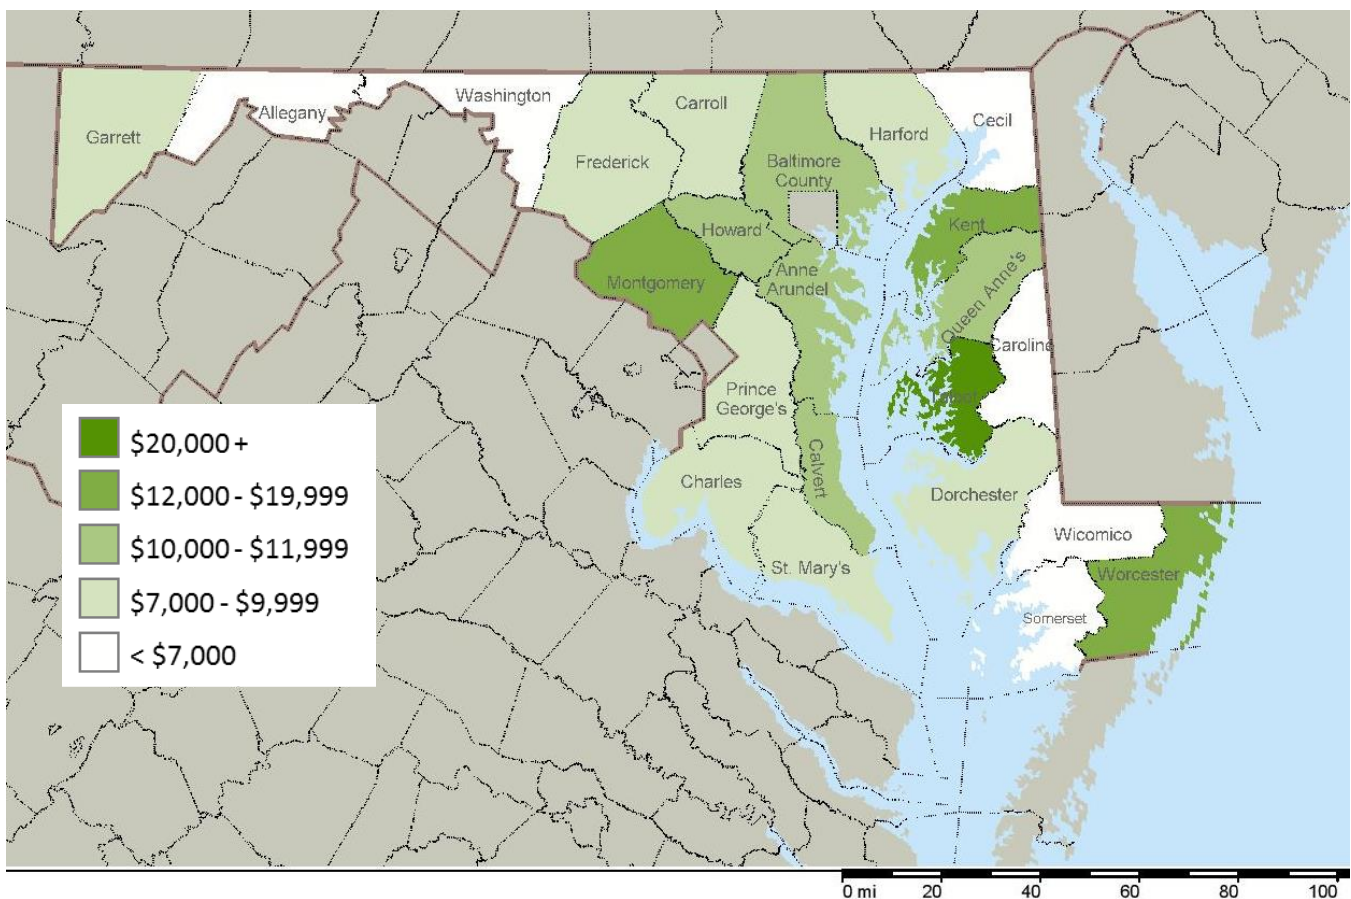 Garrett
Allegany
Washington
Frederick
Carroll
Baltimore
County
Harford
Cecil
Howard
Montgomery
Anne
Arundel
Kent
Queen Anne's
Caroline
Talbot
Prince
George's
Calvert
Charles
St. Mary's
Dorchester
Wicomico
Worcester
Somerset
$20,000 +
$12,000 - $19,999
$10,000 - $11,999
$7,000 - $9,999
< $7,000
0 mi 20 40 60 80 100